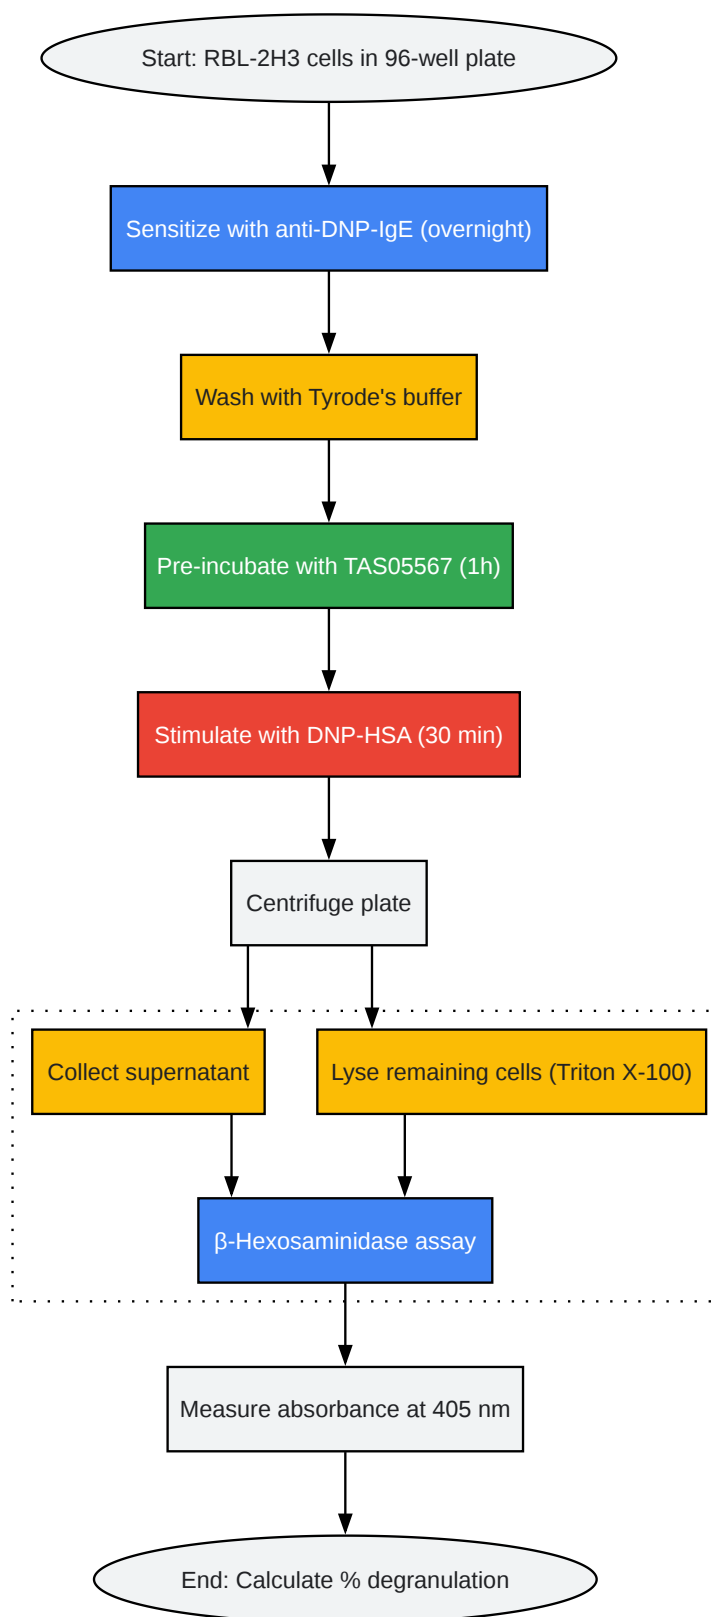 Start: RBL-2H3 cells in 96-well plate
Sensitize with anti-DNP-IgE (overnight)
Wash with Tyrode's buffer
Pre-incubate with TAS05567 (1h)
Stimulate with DNP-HSA (30 min)
Centrifuge plate
Collect supernatant
Lyse remaining cells (Triton X-100)
β-Hexosaminidase assay
Measure absorbance at 405 nm
End: Calculate % degranulation